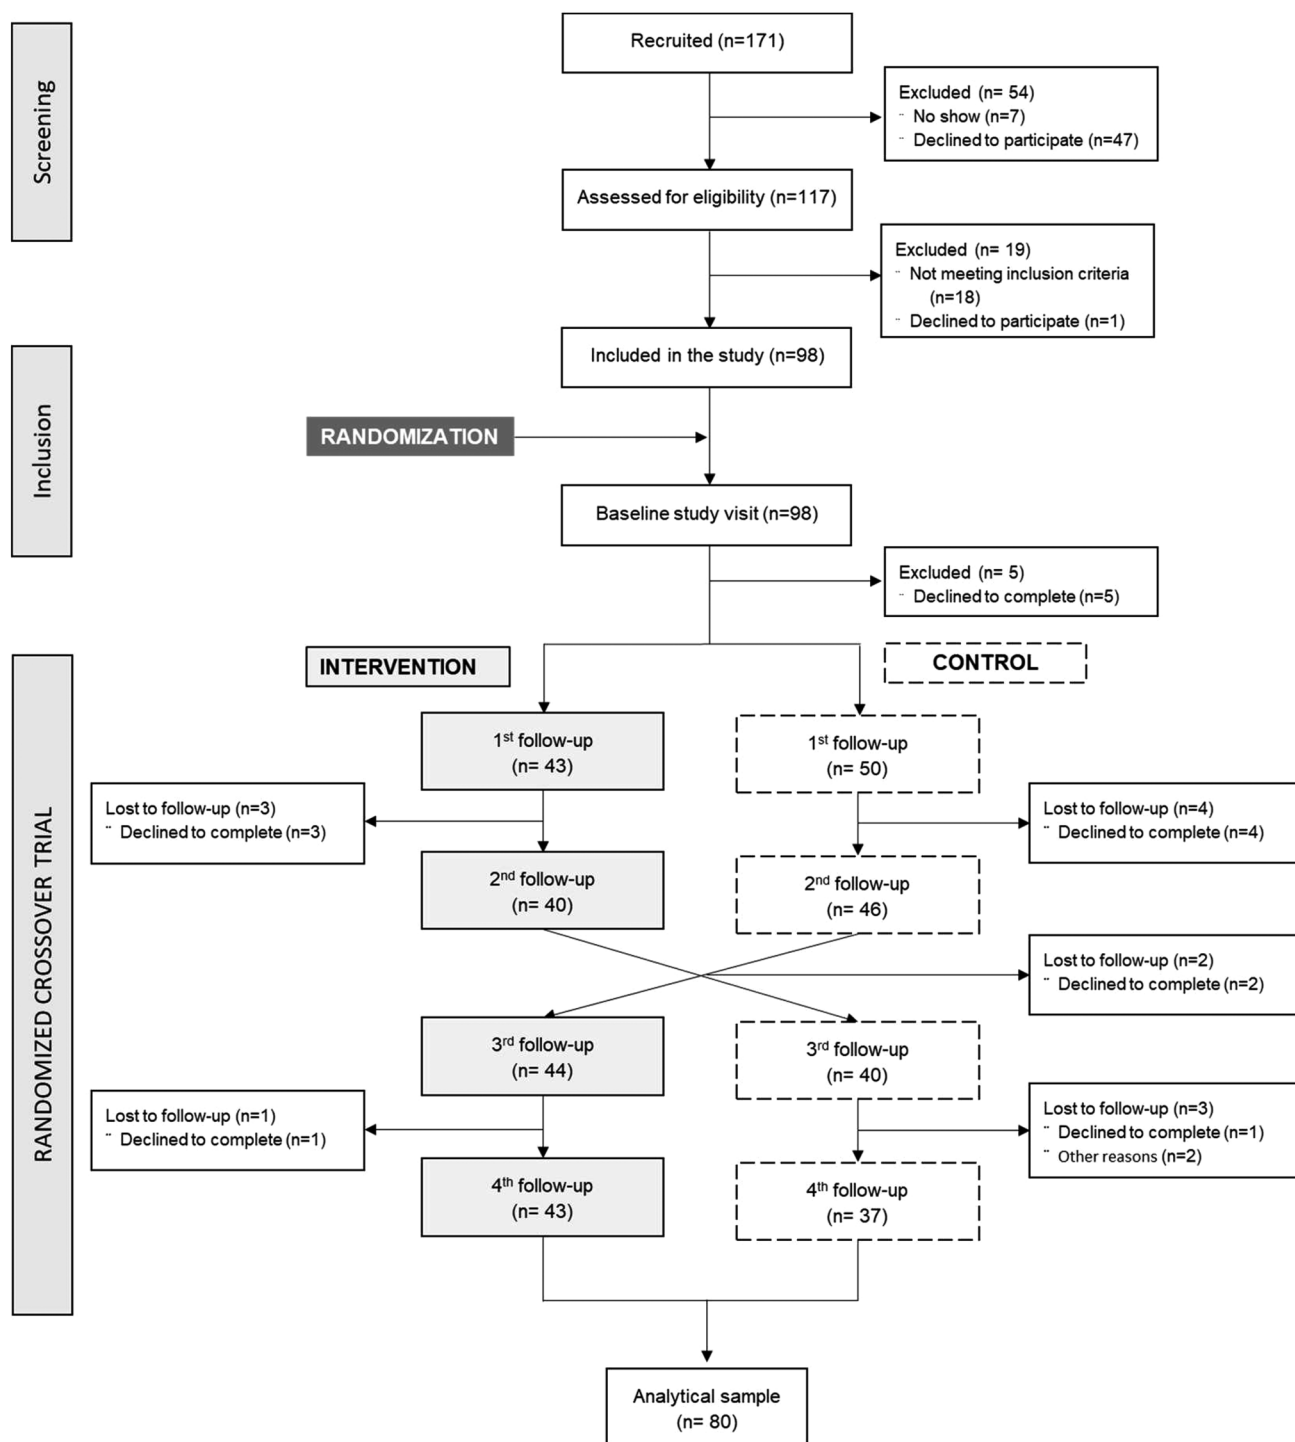 Screening
Recruited (n=171)
Excluded (n= 54)
¨ No show (n=7)
¨ Declined to participate (n=47)
Assessed for eligibility (n=117)
Excluded (n= 19)
¨ Not meeting inclusion criteria
(n=18)
¨ Declined to participate (n=1)
Inclusion
Included in the study (n=98)
RANDOMIZATION
Baseline study visit (n=98)
Excluded (n= 5)
¨ Declined to complete (n=5)
RANDOMIZED CROSSOVER TRIAL
INTERVENTION
CONTROL
1st follow-up
(n= 43)
1st follow-up
(n= 50)
Lost to follow-up (n=3)
¨ Declined to complete (n=3)
Lost to follow-up (n=4)
¨ Declined to complete (n=4)
2nd follow-up
(n= 40)
2nd follow-up
(n= 46)
Lost to follow-up (n=2)
¨ Declined to complete (n=2)
3rd follow-up
(n= 44)
3rd follow-up
(n= 40)
Lost to follow-up (n=1)
¨ Declined to complete (n=1)
Lost to follow-up (n=3)
¨ Declined to complete (n=1)
¨ Other reasons (n=2)
4th follow-up
(n= 43)
4th follow-up
(n= 37)
Analytical sample
(n= 80)